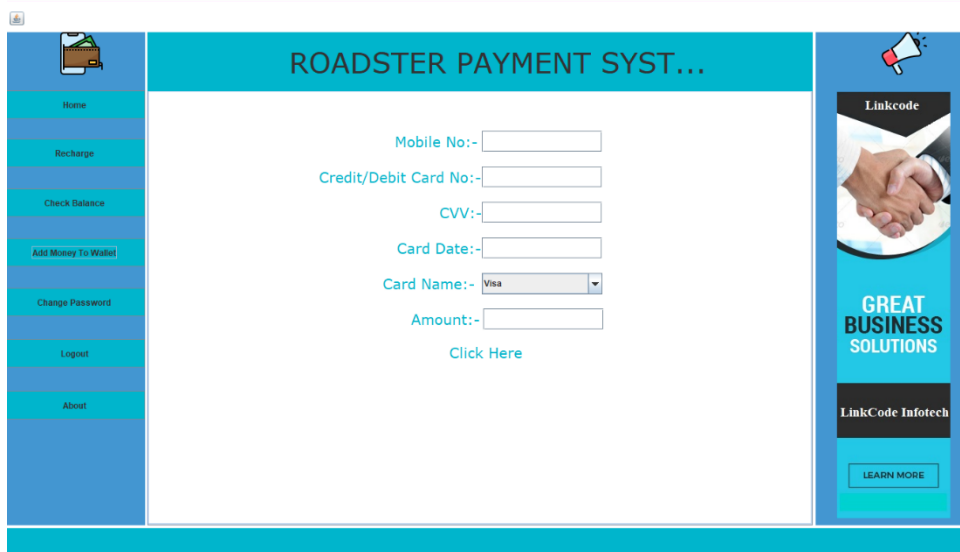 ROADSTER PAYMENT SYST...
Home
Recharge
Check Balance
Add Money To Wallet
Change Password
Logout
About
Mobile No:-
Credit/Debit Card No:-
CVV:-
Card Date:-
Card Name:- Visa
Amount:-
Click Here
Linkcode
GREAT
BUSINESS
SOLUTIONS
LinkCode Infotech
LEARN MORE